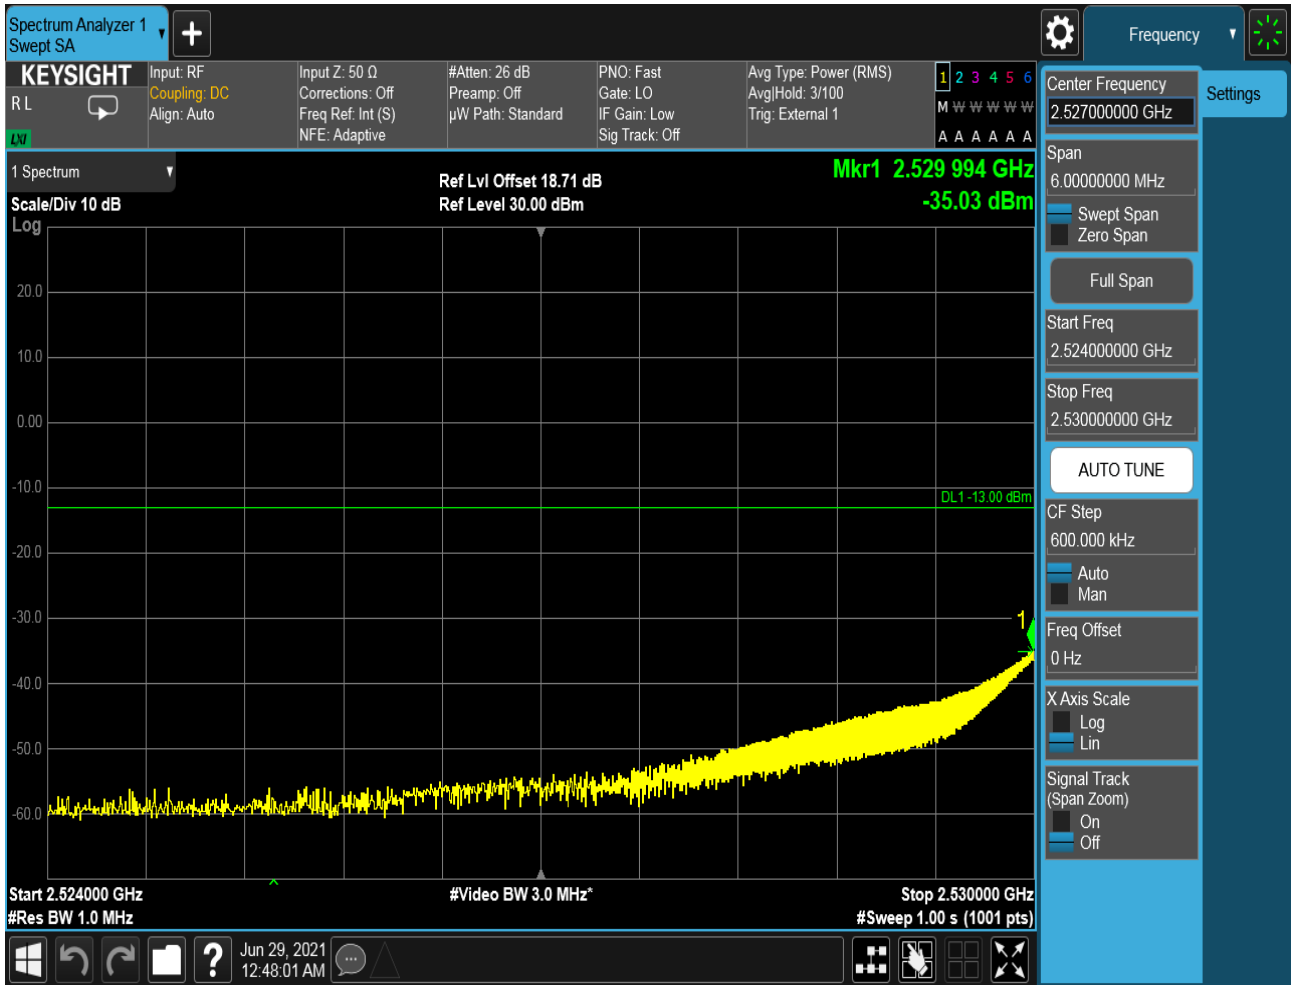 Spectrum Analyzer 1
Swept SA
+
Frequency
KEYSIGHT
R L
LXI
Input: RF
Coupling: DC
Align: Auto
Input Z: 50 Ω
Corrections: Off
Freq Ref: Int (S)
NFE: Adaptive
#Atten: 26 dB
Preamp: Off
µW Path: Standard
PNO: Fast
Gate: LO
IF Gain: Low
Sig Track: Off
Avg Type: Power (RMS)
Avg|Hold: 3/100
Trig: External 1
1 2 3 4 5 6
M W W W W W
A A A A A A
1 Spectrum
Scale/Div 10 dB
Log
Ref Lvl Offset 18.71 dB
Ref Level 30.00 dBm
Mkr1 2.529 994 GHz
-35.03 dBm
20.0
10.0
0.00
-10.0
DL1 -13.00 dBm
-20.0
-30.0
1
-40.0
-50.0
-60.0
Start 2.524000 GHz
#Video BW 3.0 MHz*
Stop 2.530000 GHz
#Res BW 1.0 MHz
#Sweep 1.00 s (1001 pts)
?
Jun 29, 2021
12:48:01 AM
Center Frequency
2.527000000 GHz
Settings
Span
6.00000000 MHz
Swept Span
Zero Span
Full Span
Start Freq
2.524000000 GHz
Stop Freq
2.530000000 GHz
AUTO TUNE
CF Step
600.000 kHz
Auto
Man
Freq Offset
0 Hz
X Axis Scale
Log
Lin
Signal Track
(Span Zoom)
On
Off